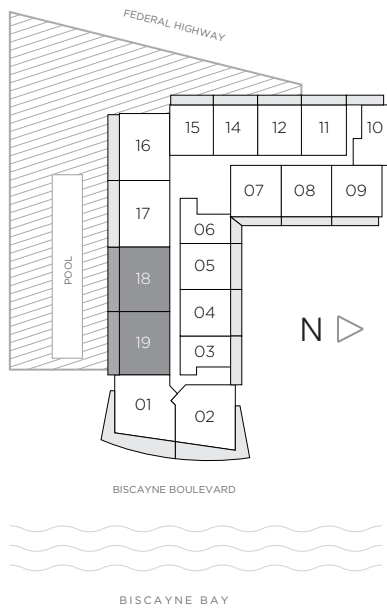 FEDERAL HIGHWAY
15 14 12 11 10
16
07 08 09
17
06
POOL
18
05
04
N
19
03
01
02
BISCAYNE BOULEVARD
BISCAYNE BAY